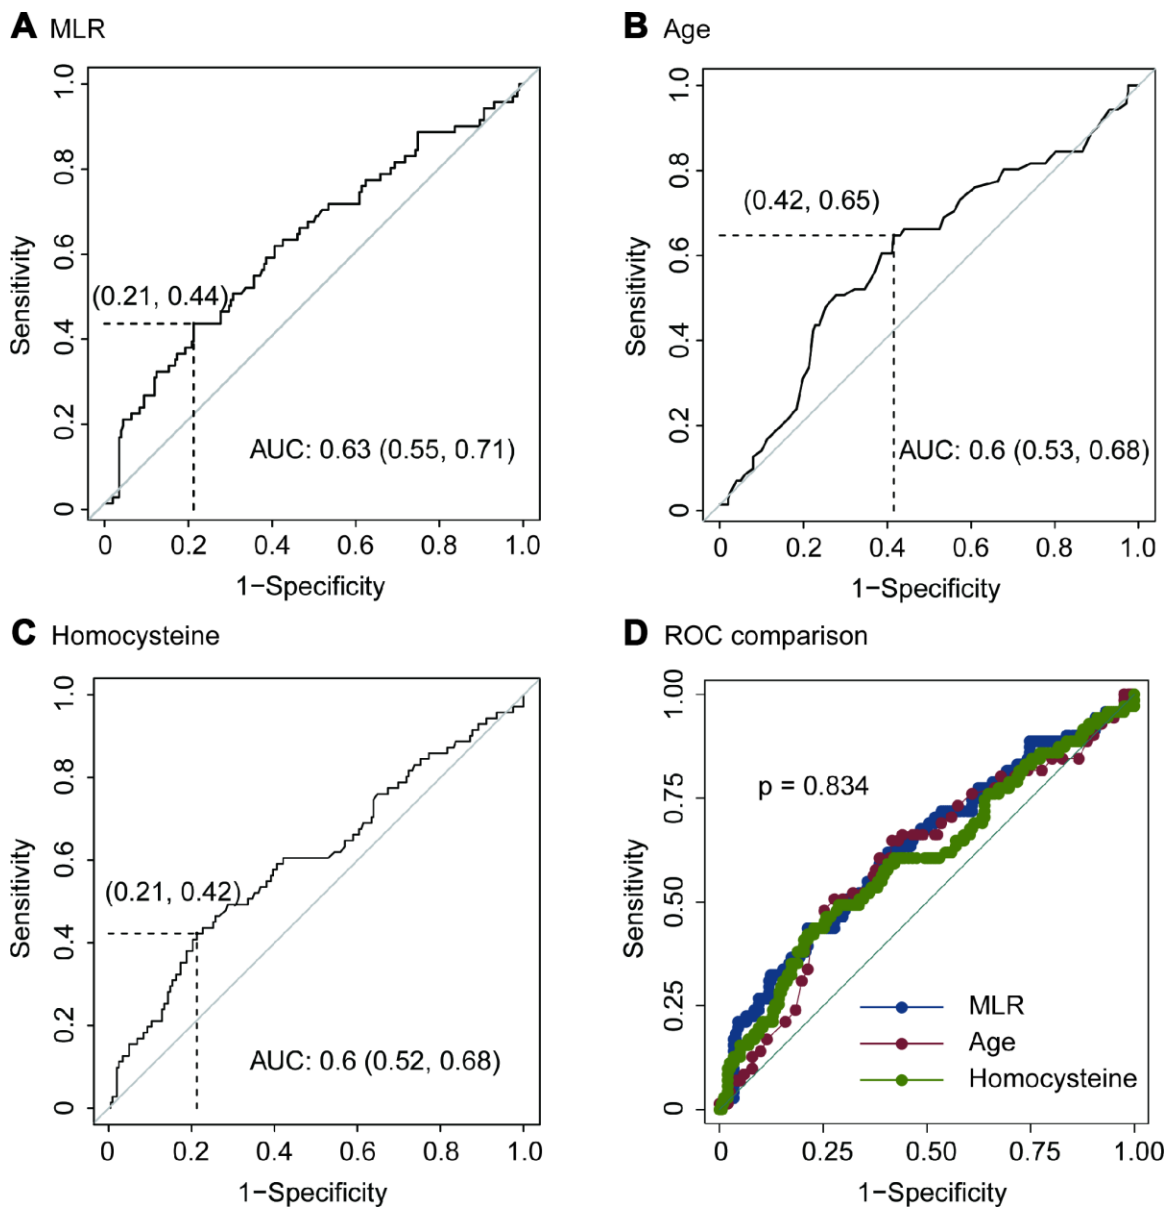 A MLR
1.0
0.8
0.6
0.4
0.2
0
Sensitivity
(0.21, 0.44)
AUC: 0.63 (0.55, 0.71)
0 0.2 0.4 0.6 0.8 1.0
1−Specificity
B Age
1.0
0.8
0.6
0.4
0.2
0
Sensitivity
(0.42, 0.65)
AUC: 0.6 (0.53, 0.68)
0 0.2 0.4 0.6 0.8 1.0
1−Specificity
C Homocysteine
1.0
0.8
0.6
0.4
0.2
0
Sensitivity
(0.21, 0.42)
AUC: 0.6 (0.52, 0.68)
0 0.2 0.4 0.6 0.8 1.0
1−Specificity
D ROC comparison
1.00
0.75
0.50
0.25
0
Sensitivity
p = 0.834
MLR
Age
Homocysteine
0 0.25 0.50 0.75 1.00
1−Specificity